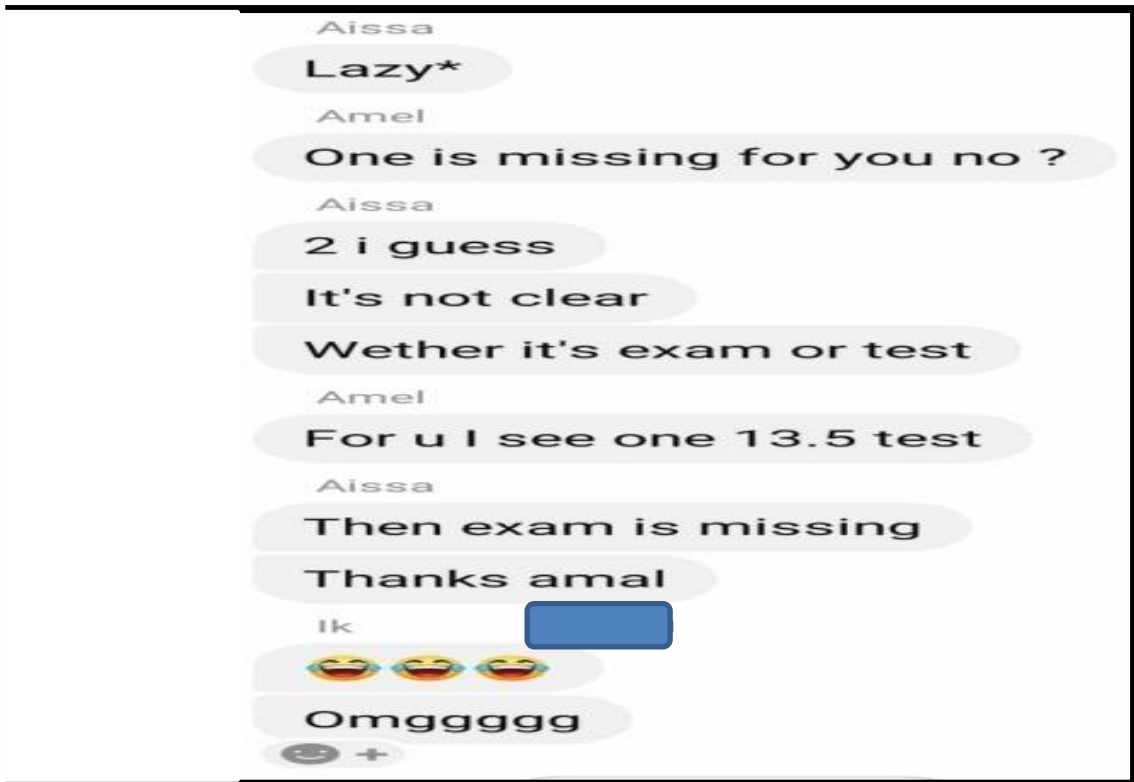 Aissa
Lazy*
Amel
One is missing for you no ?
Aissa
2 i guess
It's not clear
Wether it's exam or test
Amel
For u I see one 13.5 test
Aissa
Then exam is missing
Thanks amal
Ik
😂😂😂
Omggggg